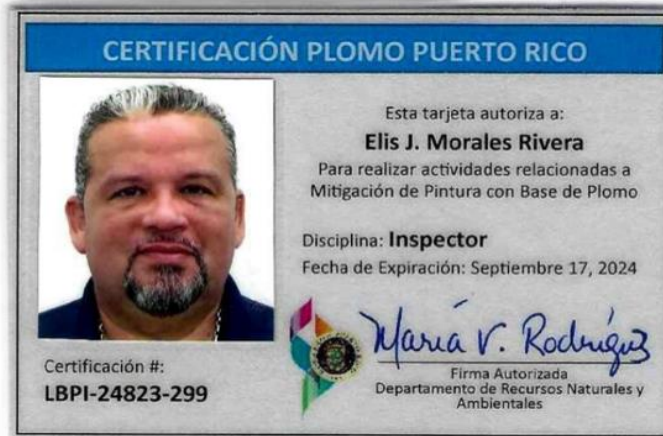 CERTIFICACIÓN PLOMO PUERTO RICO
Esta tarjeta autoriza a:
Elis J. Morales Rivera
Para realizar actividades relacionadas a
Mitigación de Pintura con Base de Plomo
Disciplina: Inspector
Fecha de Expiración: Septiembre 17, 2024
María V. Rodríguez
Firma Autorizada
Departamento de Recursos Naturales y
Ambientales
Certificación #:
LBPI-24823-299